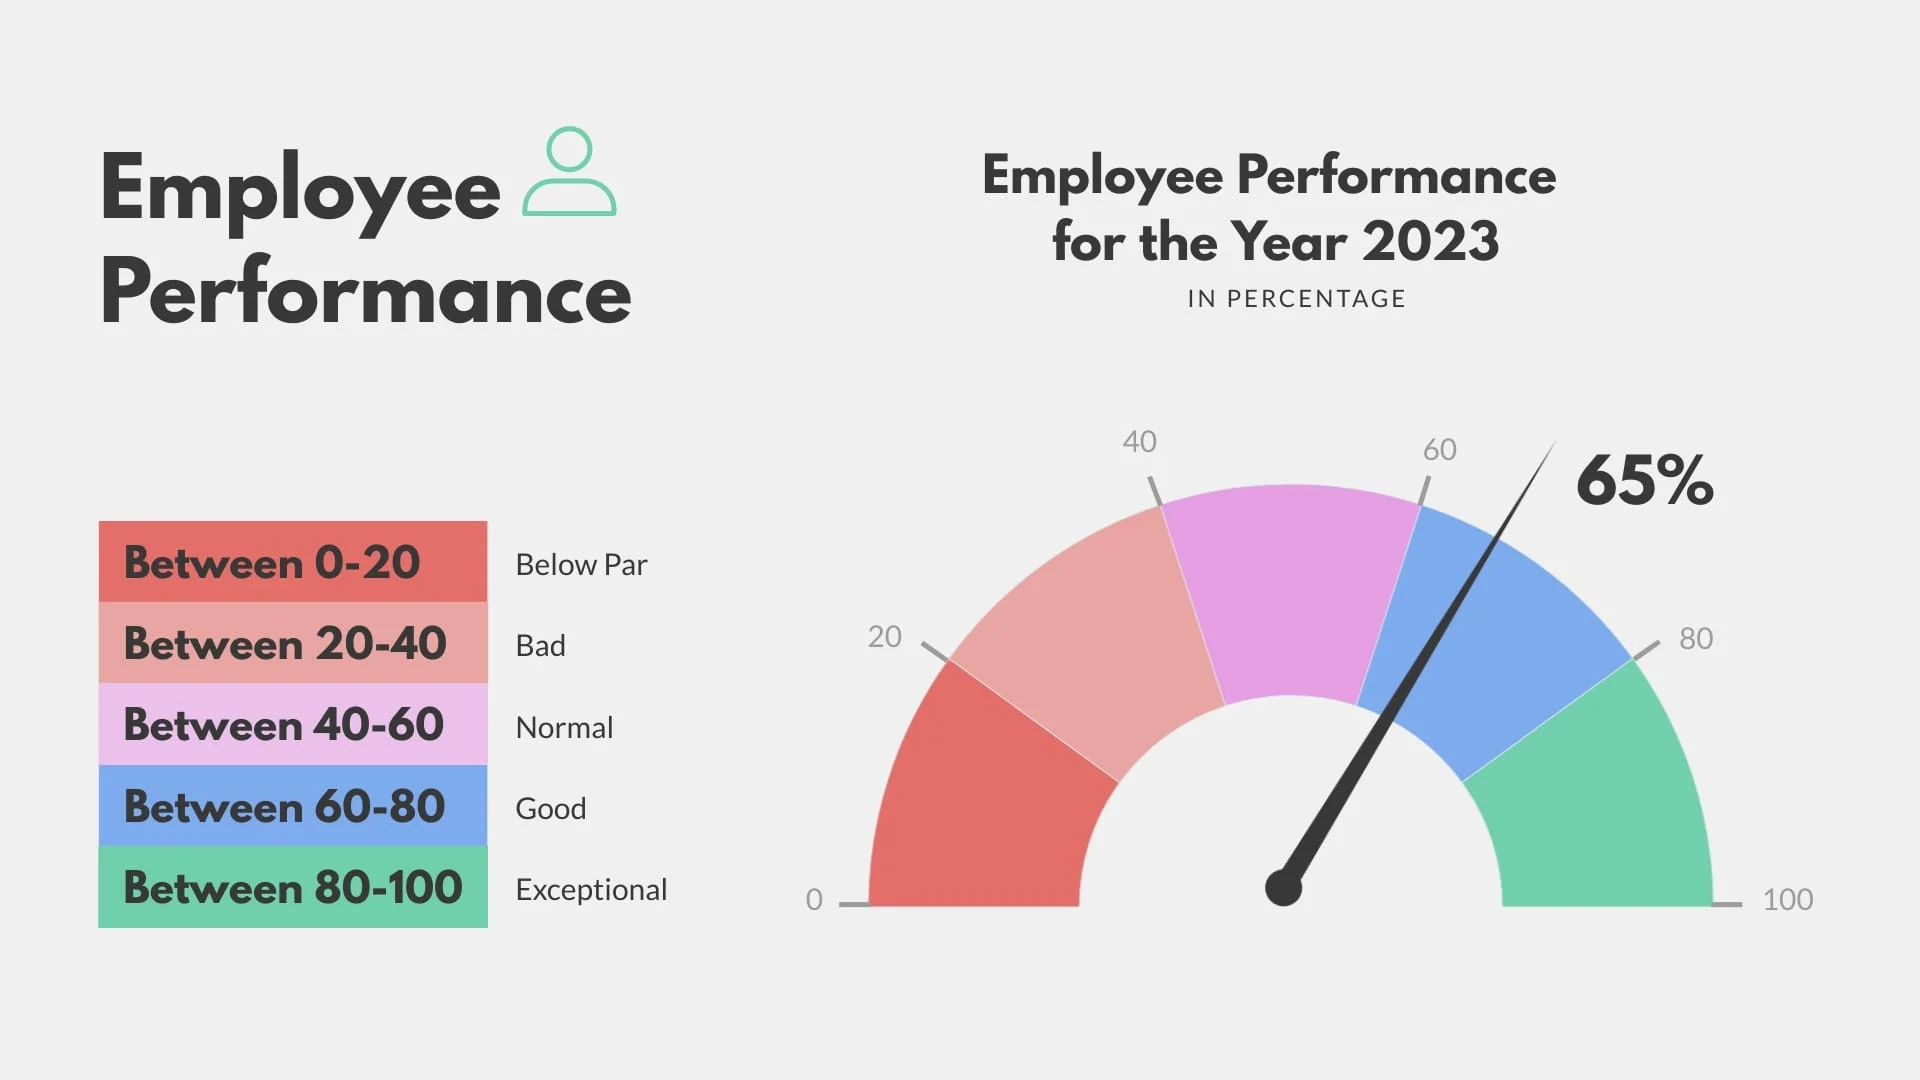 Employee
Performance
Employee Performance
for the Year 2023
IN PERCENTAGE
Between 0-20 Below Par
Between 20-40 Bad
Between 40-60 Normal
Between 60-80 Good
Between 80-100 Exceptional
0
20
40
60
80
100
65%